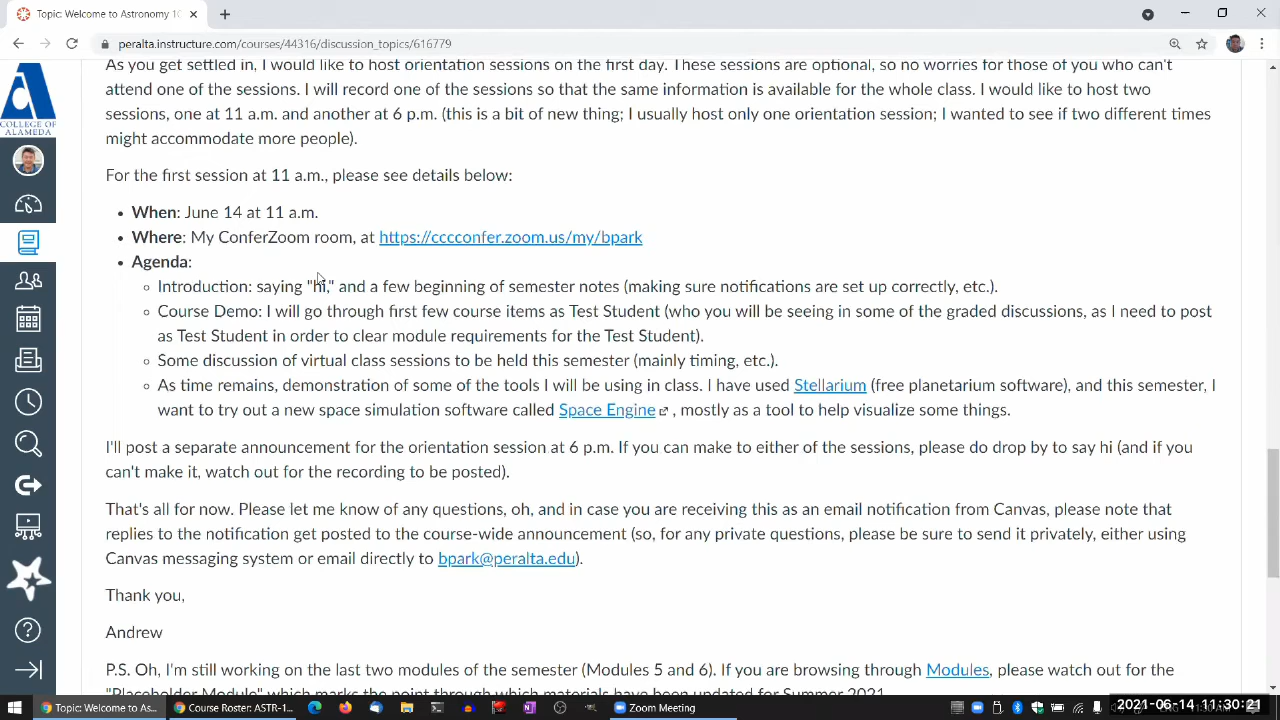 Topic: Welcome to Astronomy 10
peralta.instructure.com/courses/44316/discussion_topics/616779
COLLEGE OF
ALAMEDA
As you get settled in, I would like to host orientation sessions on the first day. These sessions are optional, so no worries for those of you who can't
attend one of the sessions. I will record one of the sessions so that the same information is available for the whole class. I would like to host two
sessions, one at 11 a.m. and another at 6 p.m. (this is a bit of new thing; I usually host only one orientation session; I wanted to see if two different times
might accommodate more people).
For the first session at 11 a.m., please see details below:
• When: June 14 at 11 a.m.
• Where: My ConferZoom room, at https://cccconfer.zoom.us/my/bpark
• Agenda:
◦ Introduction: saying "hi," and a few beginning of semester notes (making sure notifications are set up correctly, etc.).
◦ Course Demo: I will go through first few course items as Test Student (who you will be seeing in some of the graded discussions, as I need to post
as Test Student in order to clear module requirements for the Test Student).
◦ Some discussion of virtual class sessions to be held this semester (mainly timing, etc.).
◦ As time remains, demonstration of some of the tools I will be using in class. I have used Stellarium (free planetarium software), and this semester, I
want to try out a new space simulation software called Space Engine , mostly as a tool to help visualize some things.
I'll post a separate announcement for the orientation session at 6 p.m. If you can make to either of the sessions, please do drop by to say hi (and if you
can't make it, watch out for the recording to be posted).
That's all for now. Please let me know of any questions, oh, and in case you are receiving this as an email notification from Canvas, please note that
replies to the notification get posted to the course-wide announcement (so, for any private questions, please be sure to send it privately, either using
Canvas messaging system or email directly to bpark@peralta.edu).
Thank you,
Andrew
P.S. Oh, I'm still working on the last two modules of the semester (Modules 5 and 6). If you are browsing through Modules, please watch out for the
"Placeholder Module" which marks the point through which materials have been updated for Summer 2021.
Topic: Welcome to As...
Course Roster: ASTR-1...
Zoom Meeting
2021-06-14 11:30:21